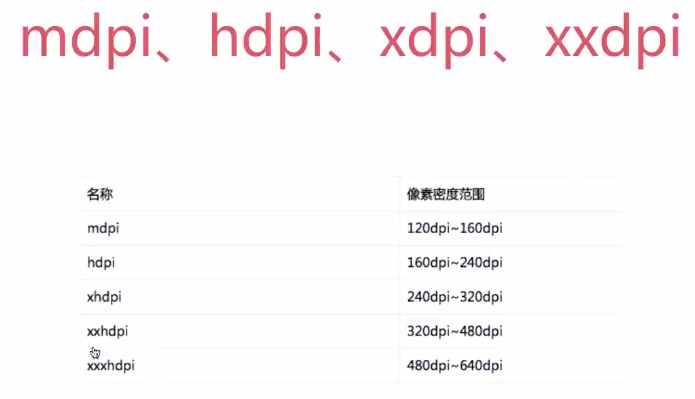 mdpi、hdpi、xdpi、xxdpi
名称 像素密度范围
mdpi 120dpi~160dpi
hdpi 160dpi~240dpi
xhdpi 240dpi~320dpi
xxhdpi 320dpi~480dpi
xxxhdpi 480dpi~640dpi